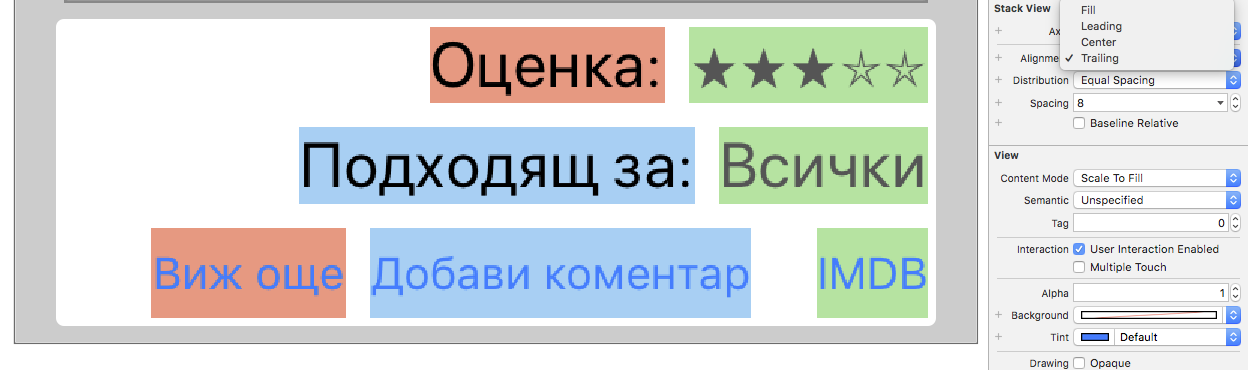 Оценка: ★★★☆☆
Подходящ за: Всички
Виж още Добави коментар IMDB
Stack View
Fill
Leading
Center
✓ Trailing
+ Ax
+ Alignme
+ Distribution Equal Spacing
+ Spacing 8
+ Baseline Relative
View
Content Mode Scale To Fill
Semantic Unspecified
Tag 0
Interaction User Interaction Enabled
Multiple Touch
Alpha 1
+ Background
+ Tint Default
Drawing Opaque